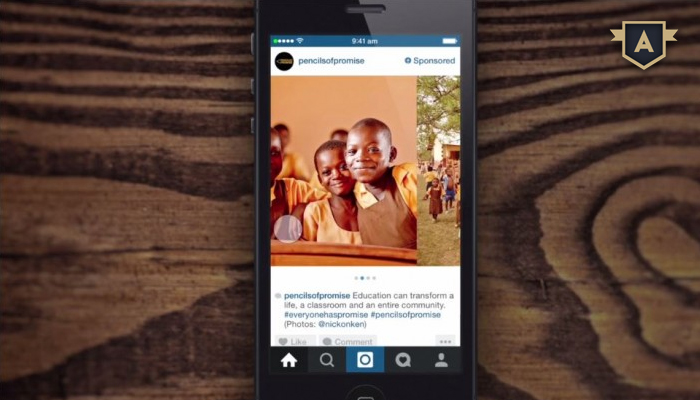 9:41 am
pencilsofpromise
Sponsored
pencilsofpromise Education can transform a
life, a classroom and an entire community.
#everyonehaspromise #pencilsofpromise
(Photos: @nickonken)
Like
Comment
A